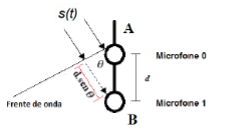 s(t)
A
θ
Microfone 0
d.sen θ
d
Frente de onda
Microfone 1
B